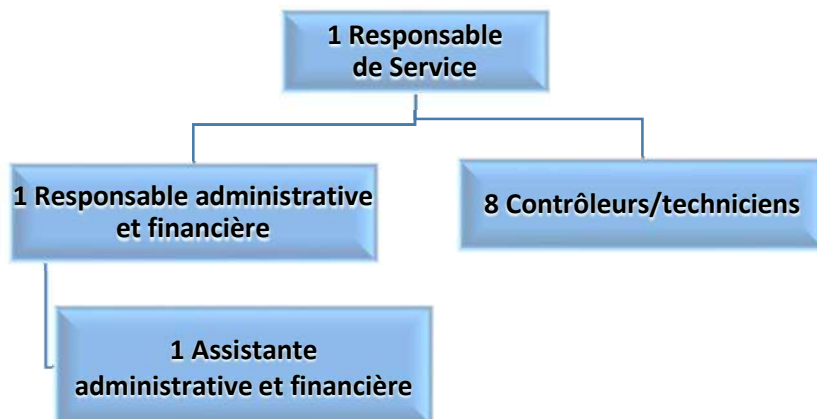 1 Responsable
de Service
1 Responsable administrative
et financière
8 Contrôleurs/techniciens
1 Assistante
administrative et financière